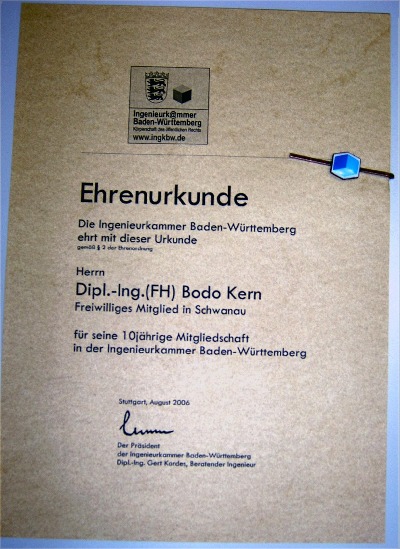 Ingenieurk@mmer
Baden-Württemberg
Körperschaft des öffentlichen Rechts
www.ingkbw.de
Ehrenurkunde
Die Ingenieurkammer Baden-Württemberg
ehrt mit dieser Urkunde
gemäß § 2 der Ehrenordnung
Herrn
Dipl.-Ing.(FH) Bodo Kern
Freiwilliges Mitglied in Schwanau
für seine 10jährige Mitgliedschaft
in der Ingenieurkammer Baden-Württemberg
Stuttgart, August 2006
Der Präsident
der Ingenieurkammer Baden-Württemberg
Dipl.-Ing. Gert Kordes, Beratender Ingenieur